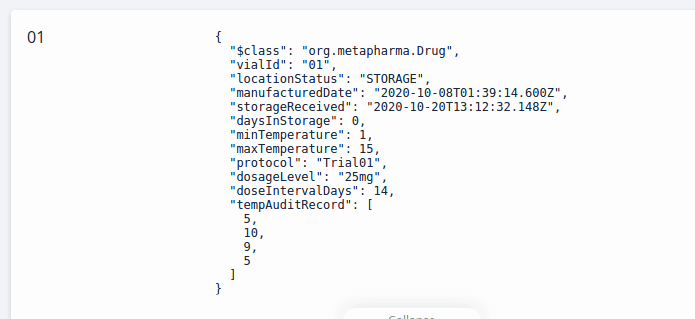 01
{
"$class": "org.metapharma.Drug",
"vialId": "01",
"locationStatus": "STORAGE",
"manufacturedDate": "2020-10-08T01:39:14.600Z",
"storageReceived": "2020-10-20T13:12:32.148Z",
"daysInStorage": 0,
"minTemperature": 1,
"maxTemperature": 15,
"protocol": "Trial01",
"dosageLevel": "25mg",
"doseIntervalDays": 14,
"tempAuditRecord": [
5,
10,
9,
5
]
}
Collapse